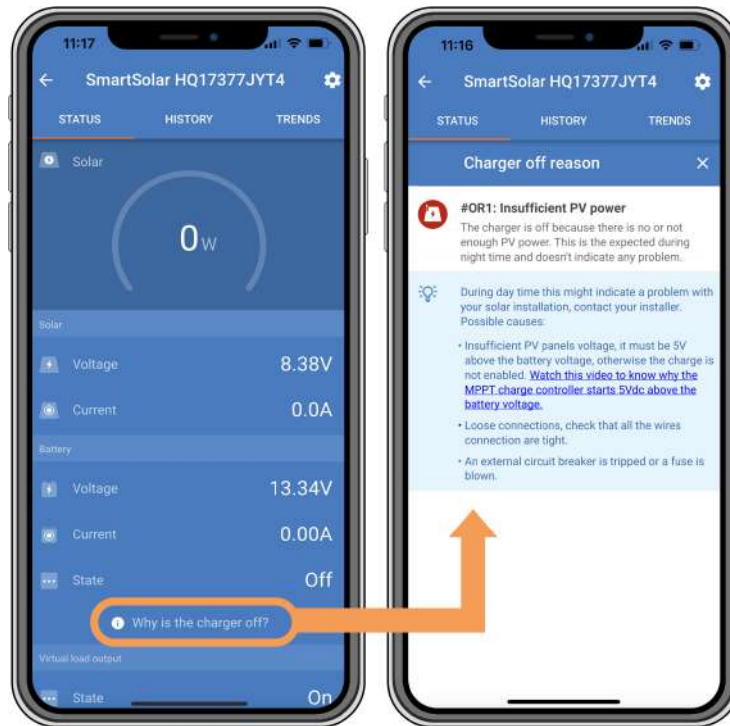 11:17
SmartSolar HQ17377JYT4
STATUS HISTORY TRENDS
Solar
0W
Solar
Voltage 8.38V
Current 0.0A
Battery
Voltage 13.34V
Current 0.00A
State Off
Why is the charger off?
Virtual load output
State On
11:16
SmartSolar HQ17377JYT4
STATUS HISTORY TRENDS
Charger off reason
#OR1: Insufficient PV power
The charger is off because there is no or not
enough PV power. This is the expected during
night time and doesn't indicate any problem.
During day time this might indicate a problem with
your solar installation, contact your installer.
Possible causes:
• Insufficient PV panels voltage, it must be 5V
above the battery voltage, otherwise the charge is
not enabled. Watch this video to know why the
MPPT charge controller starts 5Vdc above the
battery voltage.
• Loose connections, check that all the wires
connection are tight.
• An external circuit breaker is tripped or a fuse is
blown.